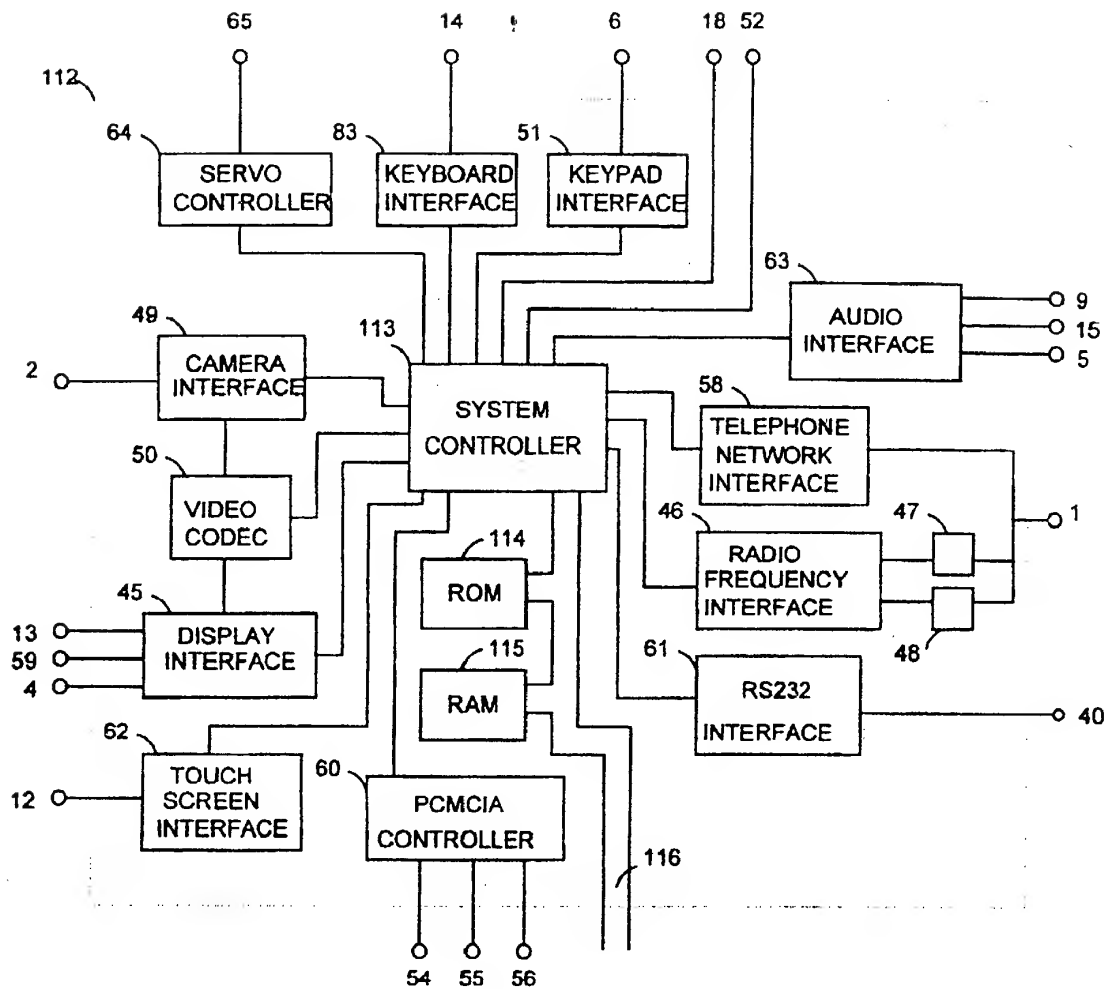 65
14
6
18
52
112
64
83
51
SERVO
CONTROLLER
KEYBOARD
INTERFACE
KEYPAD
INTERFACE
63
AUDIO
INTERFACE
9
15
5
49
CAMERA
INTERFACE
2
113
SYSTEM
CONTROLLER
58
TELEPHONE
NETWORK
INTERFACE
50
VIDEO
CODEC
46
RADIO
FREQUENCY
INTERFACE
47
48
1
114
ROM
45
DISPLAY
INTERFACE
13
59
4
115
RAM
61
RS232
INTERFACE
40
62
TOUCH
SCREEN
INTERFACE
12
60
PCMCIA
CONTROLLER
116
54
55
56